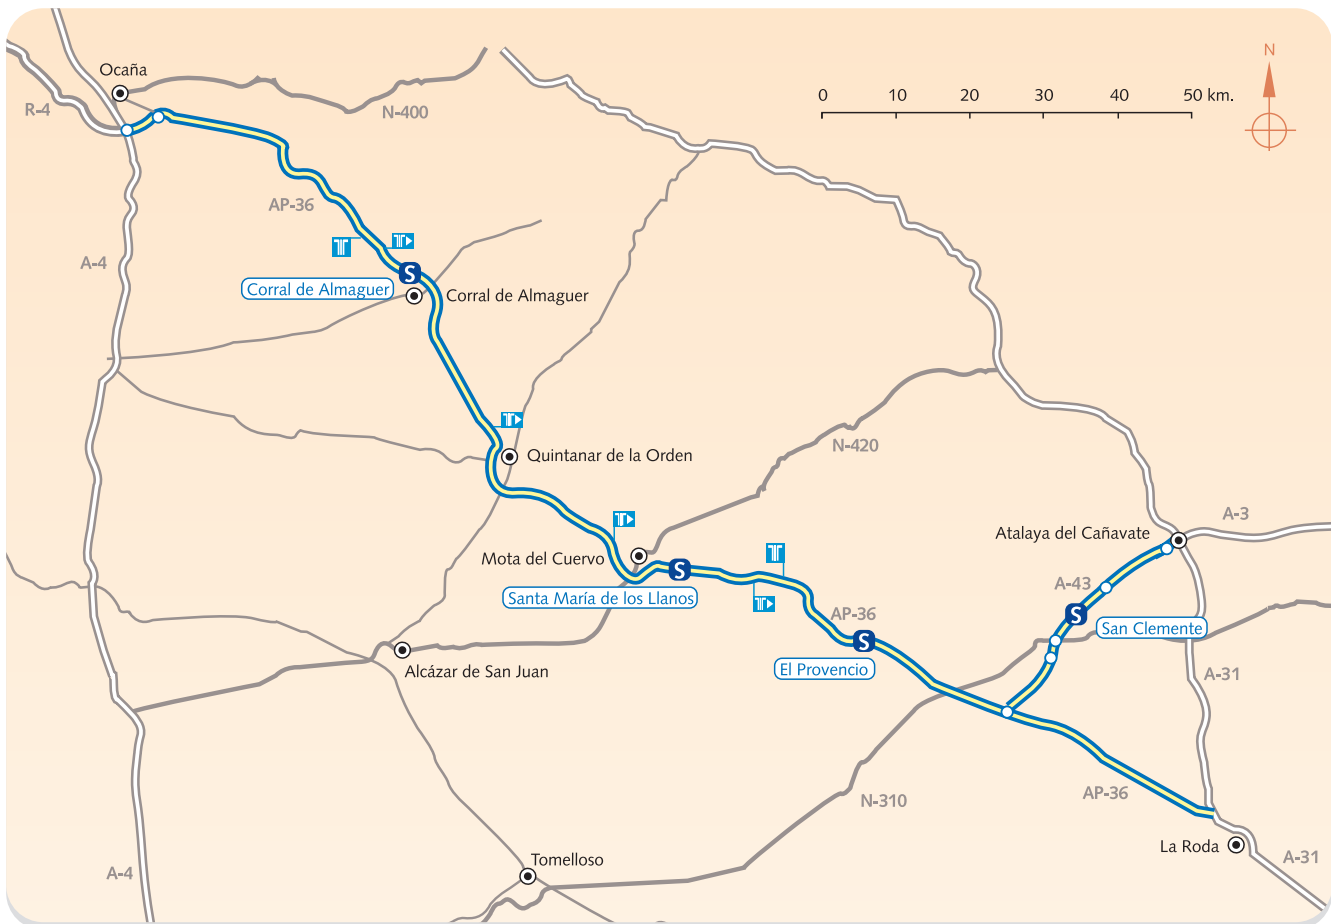 Ocaña
R-4
N-400
0 10 20 30 40 50 km.
N
AP-36
A-4
T
T
S
Corral de Almaguer
Corral de Almaguer
T
Quintanar de la Orden
N-420
T
Mota del Cuervo
S
Santa María de los Llanos
T
T
AP-36
S
El Provencio
Atalaya del Cañavate
A-3
A-43
S
San Clemente
A-31
Alcázar de San Juan
N-310
AP-36
La Roda
A-31
Tomelloso
A-4